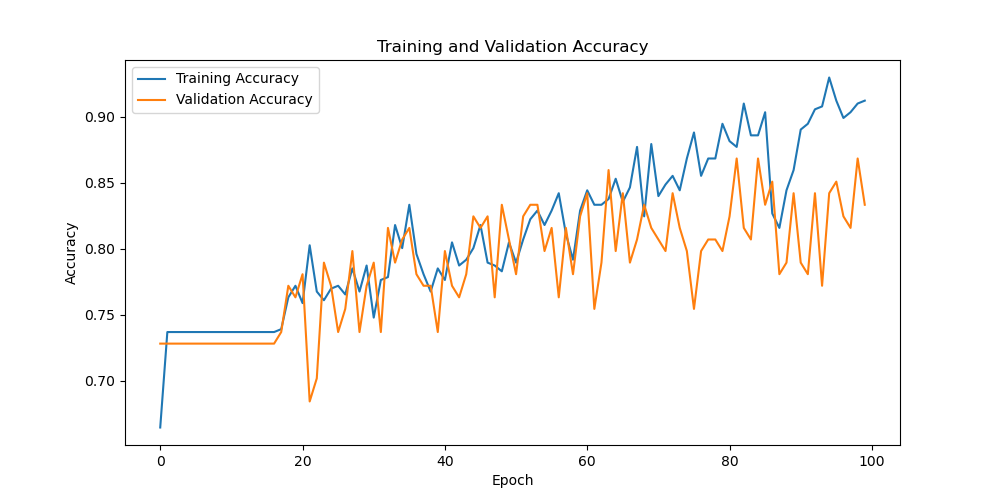 Training and Validation Accuracy
Training Accuracy
Validation Accuracy
0.90
0.85
0.80
0.75
0.70
Accuracy
0 20 40 60 80 100
Epoch